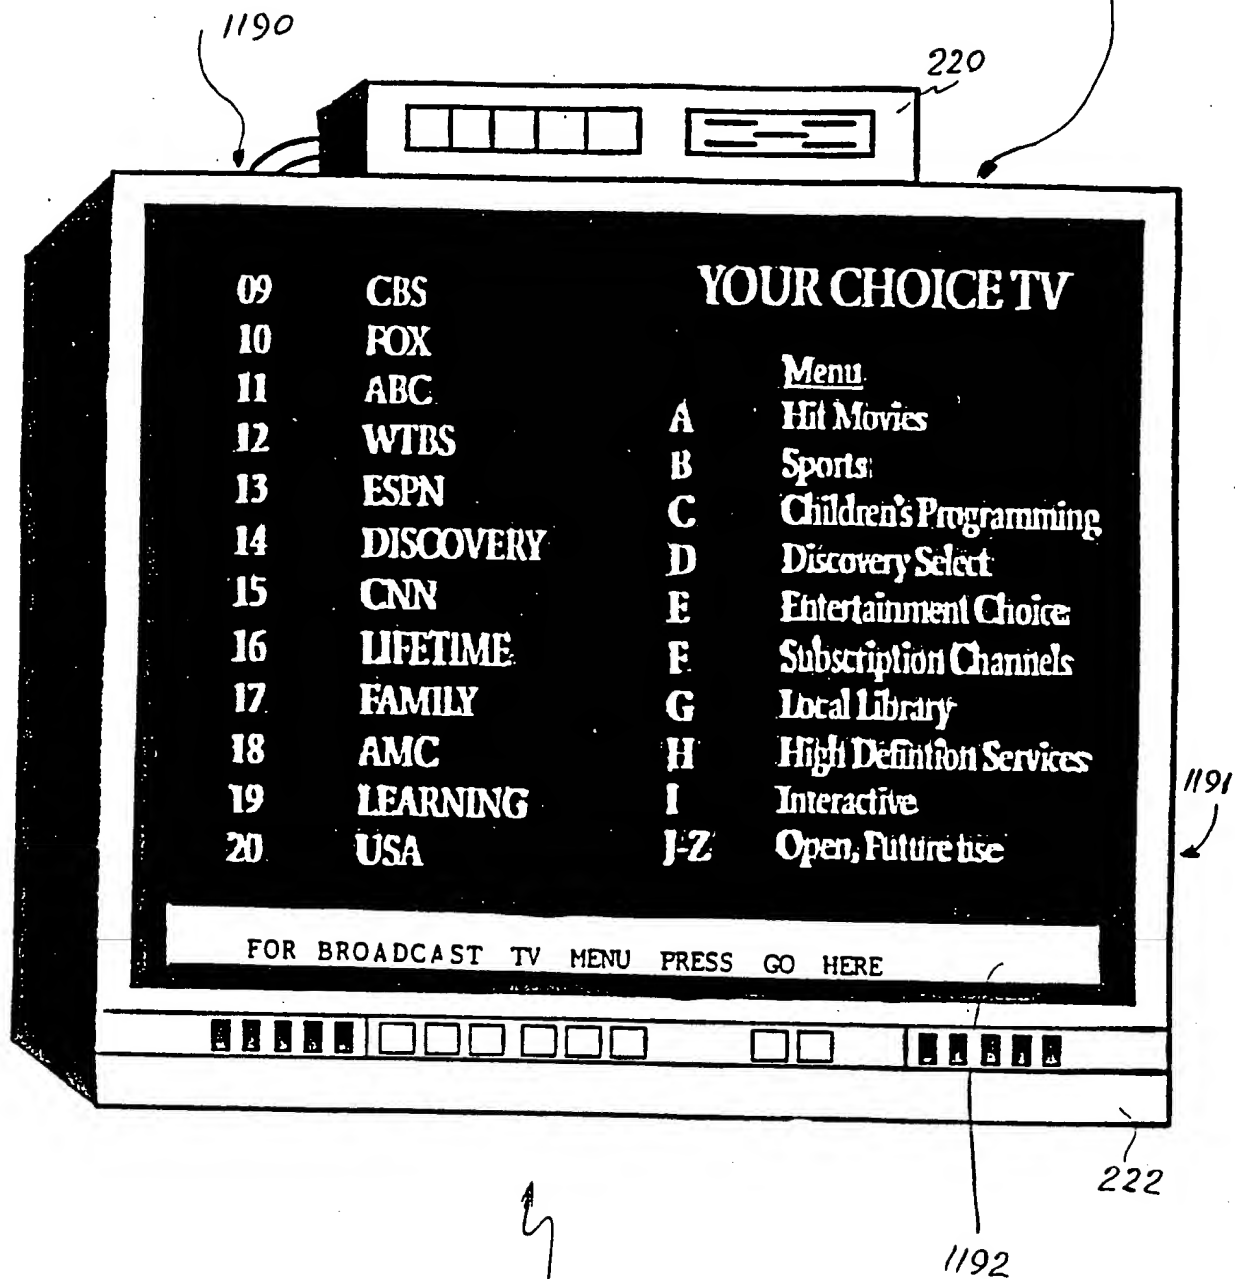 1190
220
YOUR CHOICE TV
09 CBS
10 FOX
11 ABC
12 WTBS
13 ESPN
14 DISCOVERY
15 CNN
16 LIFETIME
17 FAMILY
18 AMC
19 LEARNING
20 USA
Menu
A Hit Movies
B Sports
C Children's Programming
D Discovery Select
E Entertainment Choice
F Subscription Channels
G Local Library
H High Defintion Services
I Interactive
J-Z Open, Future use
1191
FOR BROADCAST TV MENU PRESS GO HERE
222
1192